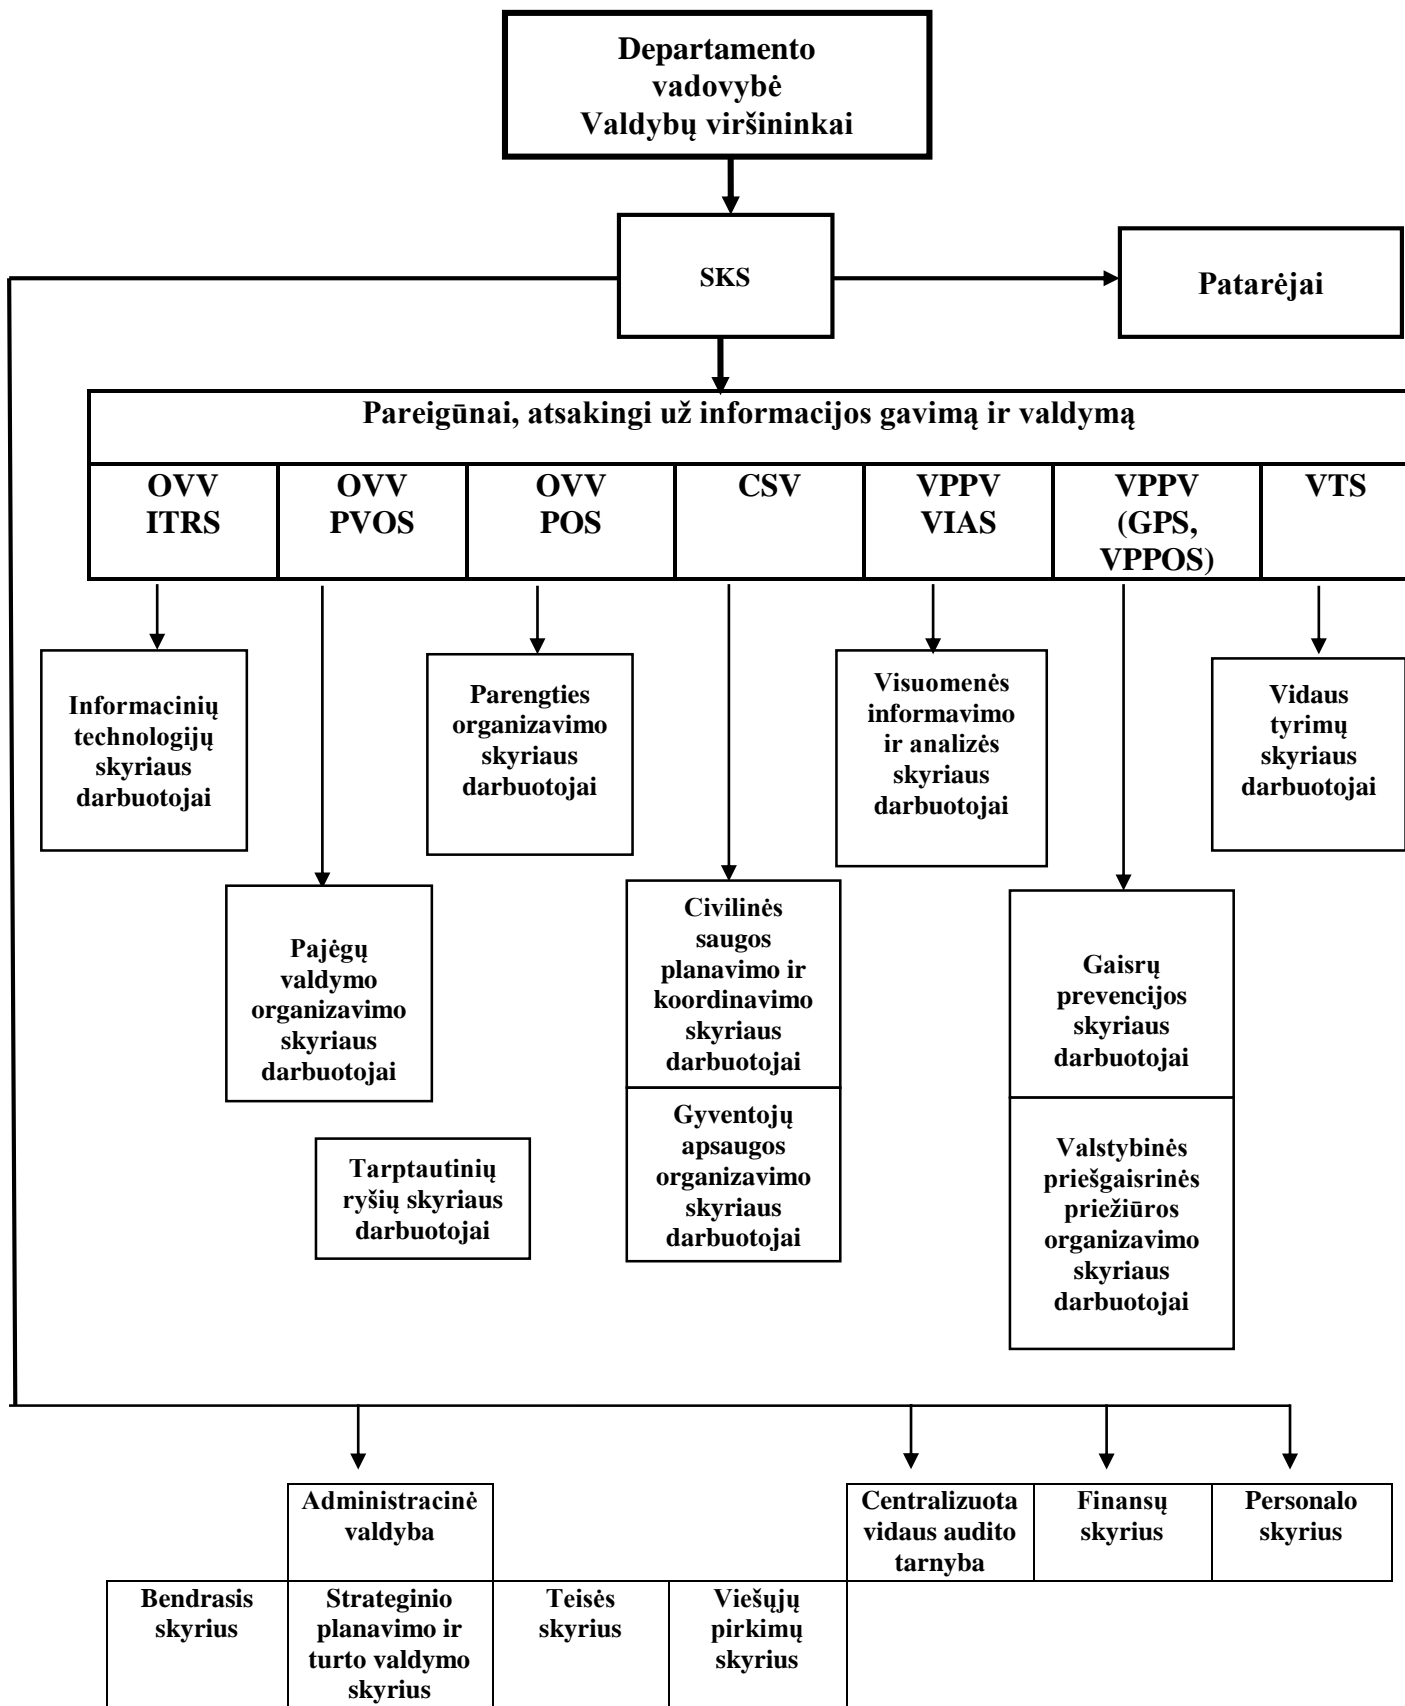 Departamento
vadovybė
Valdybų viršininkai
SKS
Patarėjai
Pareigūnai, atsakingi už informacijos gavimą ir valdymą
OVV
ITRS
OVV
PVOS
OVV
POS
CSV
VPPV
VIAS
VPPV
(GPS,
VPPOS)
VTS
Informacinių
technologijų
skyriaus
darbuotojai
Parengties
organizavimo
skyriaus
darbuotojai
Visuomenės
informavimo
ir analizės
skyriaus
darbuotojai
Vidaus
tyrimų
skyriaus
darbuotojai
Pajėgų
valdymo
organizavimo
skyriaus
darbuotojai
Civilinės
saugos
planavimo ir
koordinavimo
skyriaus
darbuotojai
Gaisrų
prevencijos
skyriaus
darbuotojai
Tarptautinių
ryšių skyriaus
darbuotojai
Gyventojų
apsaugos
organizavimo
skyriaus
darbuotojai
Valstybinės
priešgaisrinės
priežiūros
organizavimo
skyriaus
darbuotojai
Administracinė
valdyba
Centralizuota
vidaus audito
tarnyba
Finansų
skyrius
Personalo
skyrius
Bendrasis
skyrius
Strateginio
planavimo ir
turto valdymo
skyrius
Teisės
skyrius
Viešųjų
pirkimų
skyrius